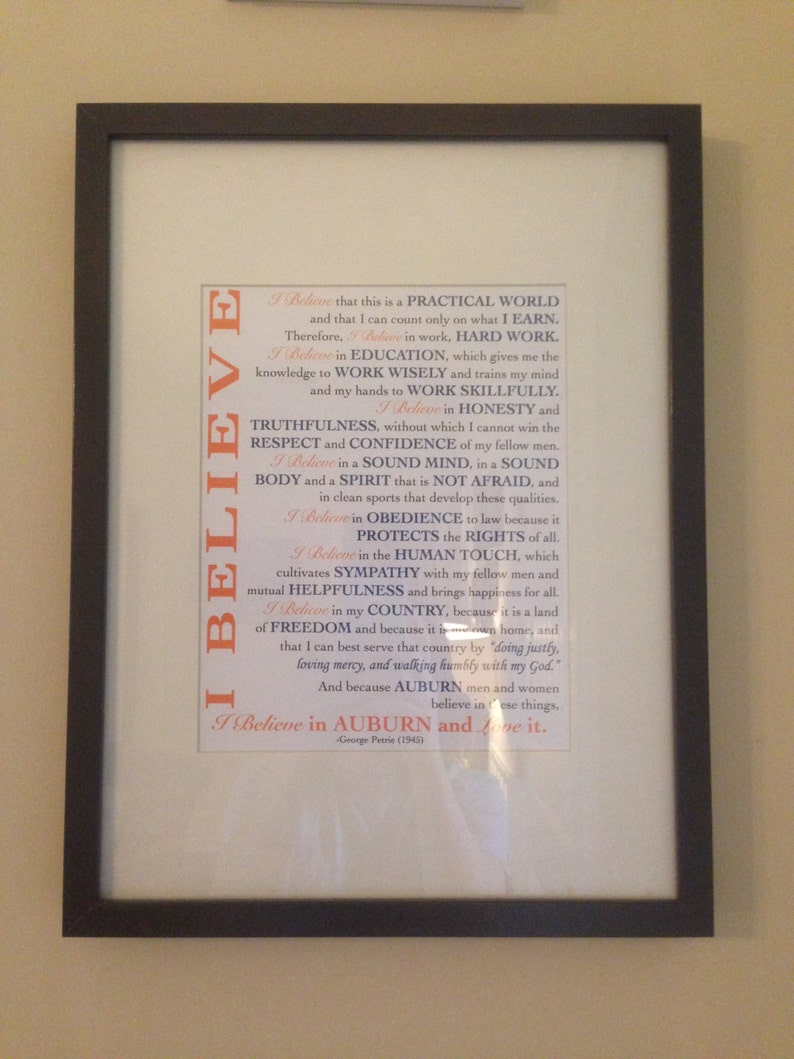 I BELIEVE
I Believe that this is a PRACTICAL WORLD
and that I can count only on what I EARN.
Therefore, I Believe in work, HARD WORK.
I Believe in EDUCATION, which gives me the
knowledge to WORK WISELY and trains my mind
and my hands to WORK SKILLFULLY.
I Believe in HONESTY and
TRUTHFULNESS, without which I cannot win the
RESPECT and CONFIDENCE of my fellow men.
I Believe in a SOUND MIND, in a SOUND
BODY and a SPIRIT that is NOT AFRAID, and
in clean sports that develop these qualities.
I Believe in OBEDIENCE to law because it
PROTECTS the RIGHTS of all.
I Believe in the HUMAN TOUCH, which
cultivates SYMPATHY with my fellow men and
mutual HELPFULNESS and brings happiness for all.
I Believe in my COUNTRY, because it is a land
of FREEDOM and because it is my own home, and
that I can best serve that country by "doing justly,
loving mercy, and walking humbly with my God."
And because AUBURN men and women
believe in these things,
I Believe in AUBURN and Love it.
-George Petrie (1945)